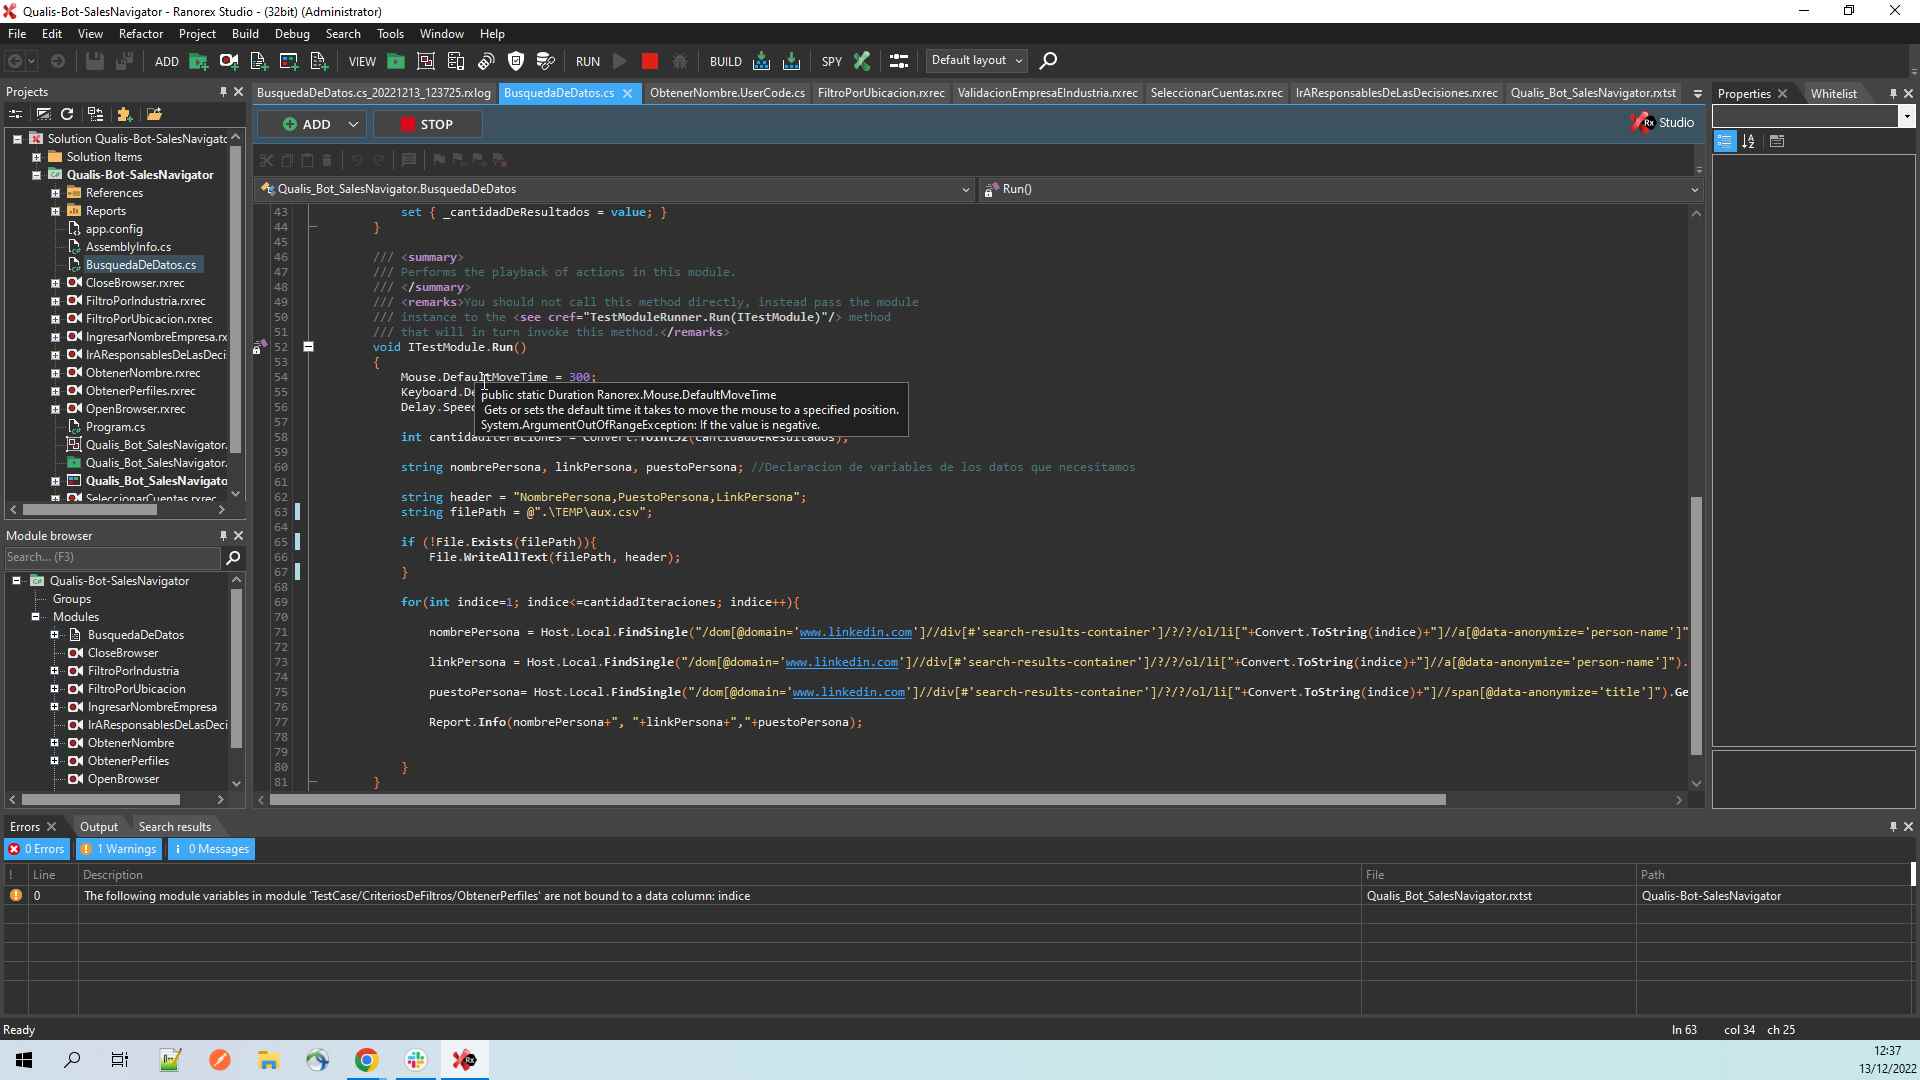 Qualis-Bot-SalesNavigator - Ranorex Studio - (32bit) (Administrator)
File Edit View Refactor Project Build Debug Search Tools Window Help
ADD VIEW RUN BUILD SPY Default layout
Projects
Solution Qualis-Bot-SalesNavigato
Solution Items
Qualis-Bot-SalesNavigator
References
Reports
app.config
AssemblyInfo.cs
BusquedaDeDatos.cs
CloseBrowser.rxrec
FiltroPorIndustria.rxrec
FiltroPorUbicacion.rxrec
IngresarNombreEmpresa.rx
IrAResponsablesDeLasDeci
ObtenerNombre.rxrec
ObtenerPerfiles.rxrec
OpenBrowser.rxrec
Program.cs
Qualis_Bot_SalesNavigator.
Qualis_Bot_SalesNavigator.
Qualis_Bot_SalesNavigato
SeleccionarCuentas.rxrec
Module browser
Search... (F3)
Qualis-Bot-SalesNavigator
Groups
Modules
BusquedaDeDatos
CloseBrowser
FiltroPorIndustria
FiltroPorUbicacion
IngresarNombreEmpresa
IrAResponsablesDeLasDeci
ObtenerNombre
ObtenerPerfiles
OpenBrowser
BusquedaDeDatos.cs_20221213_123725.rxlog BusquedaDeDatos.cs ObtenerNombre.UserCode.cs FiltroPorUbicacion.rxrec ValidacionEmpresaEIndustria.rxrec SeleccionarCuentas.rxrec IrAResponsablesDeLasDecisiones.rxrec Qualis_Bot_SalesNavigator.rxtst
ADD STOP Rx Studio
Qualis_Bot_SalesNavigator.BusquedaDeDatos Run()
43 set { _cantidadDeResultados = value; }
44 }
45
46 /// <summary>
47 /// Performs the playback of actions in this module.
48 /// </summary>
49 /// <remarks>You should not call this method directly, instead pass the module
50 /// instance to the <see cref="TestModuleRunner.Run(ITestModule)"/> method
51 /// that will in turn invoke this method.</remarks>
52 void ITestModule.Run()
53 {
54 Mouse.DefaultMoveTime = 300;
55 Keyboard.De
56 Delay.Speed
57
public static Duration Ranorex.Mouse.DefaultMoveTime
Gets or sets the default time it takes to move the mouse to a specified position.
System.ArgumentOutOfRangeException: If the value is negative.
58 int cantidadIteraciones = Convert.ToInt32(cantidadDeResultados);
59
60 string nombrePersona, linkPersona, puestoPersona; //Declaracion de variables de los datos que necesitamos
61
62 string header = "NombrePersona,PuestoPersona,LinkPersona";
63 string filePath = @".\TEMP\aux.csv";
64
65 if (!File.Exists(filePath)){
66 File.WriteAllText(filePath, header);
67 }
68
69 for(int indice=1; indice<=cantidadIteraciones; indice++){
70
71 nombrePersona = Host.Local.FindSingle("/dom[@domain='www.linkedin.com']//div[#'search-results-container']/?/?/ol/li["+Convert.ToString(indice)+"]//a[@data-anonymize='person-name']"
72
73 linkPersona = Host.Local.FindSingle("/dom[@domain='www.linkedin.com']//div[#'search-results-container']/?/?/ol/li["+Convert.ToString(indice)+"]//a[@data-anonymize='person-name']").
74
75 puestoPersona= Host.Local.FindSingle("/dom[@domain='www.linkedin.com']//div[#'search-results-container']/?/?/ol/li["+Convert.ToString(indice)+"]//span[@data-anonymize='title']").Ge
76
77 Report.Info(nombrePersona+", "+linkPersona+","+puestoPersona);
78
79
80 }
81 }
Properties Whitelist
Errors Output Search results
0 Errors 1 Warnings 0 Messages
! Line Description File Path
0 The following module variables in module 'TestCase/CriteriosDeFiltros/ObtenerPerfiles' are not bound to a data column: indice Qualis_Bot_SalesNavigator.rxtst Qualis-Bot-SalesNavigator
Ready ln 63 col 34 ch 25
12:37
13/12/2022